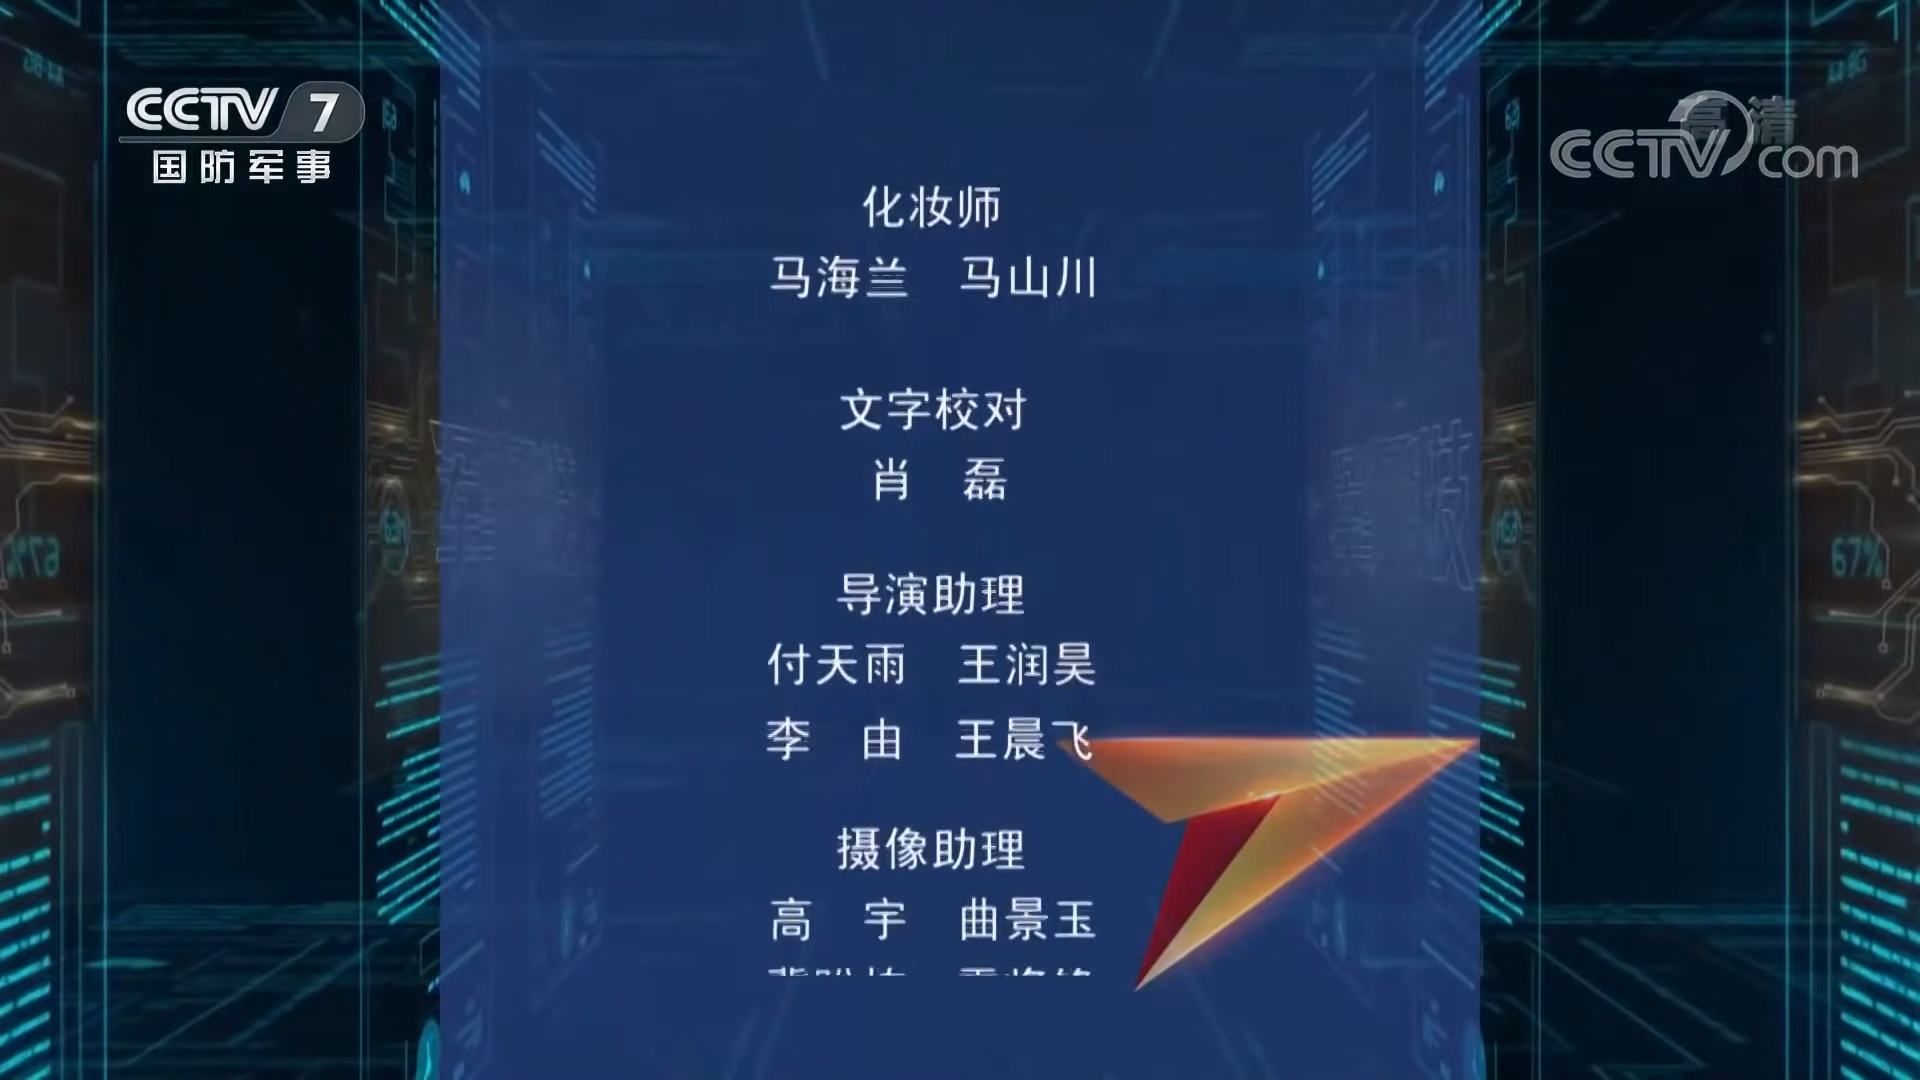 CCTV 7
国防军事
高清
CCTV com
化妆师
马海兰 马山川
文字校对
肖 磊
导演助理
付天雨 王润昊
李 由 王晨飞
摄像助理
高 宇 曲景玉
67%